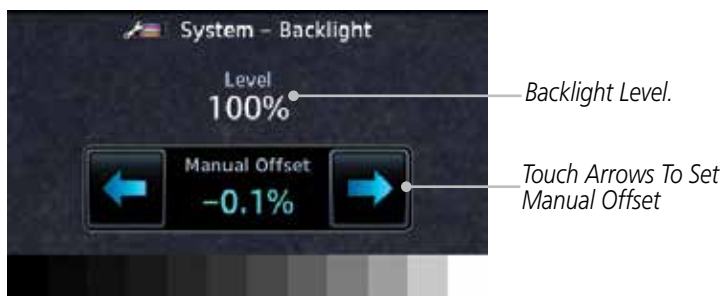 System – Backlight
Level
100%
Backlight Level.
Manual Offset
−0.1%
Touch Arrows To Set
Manual Offset